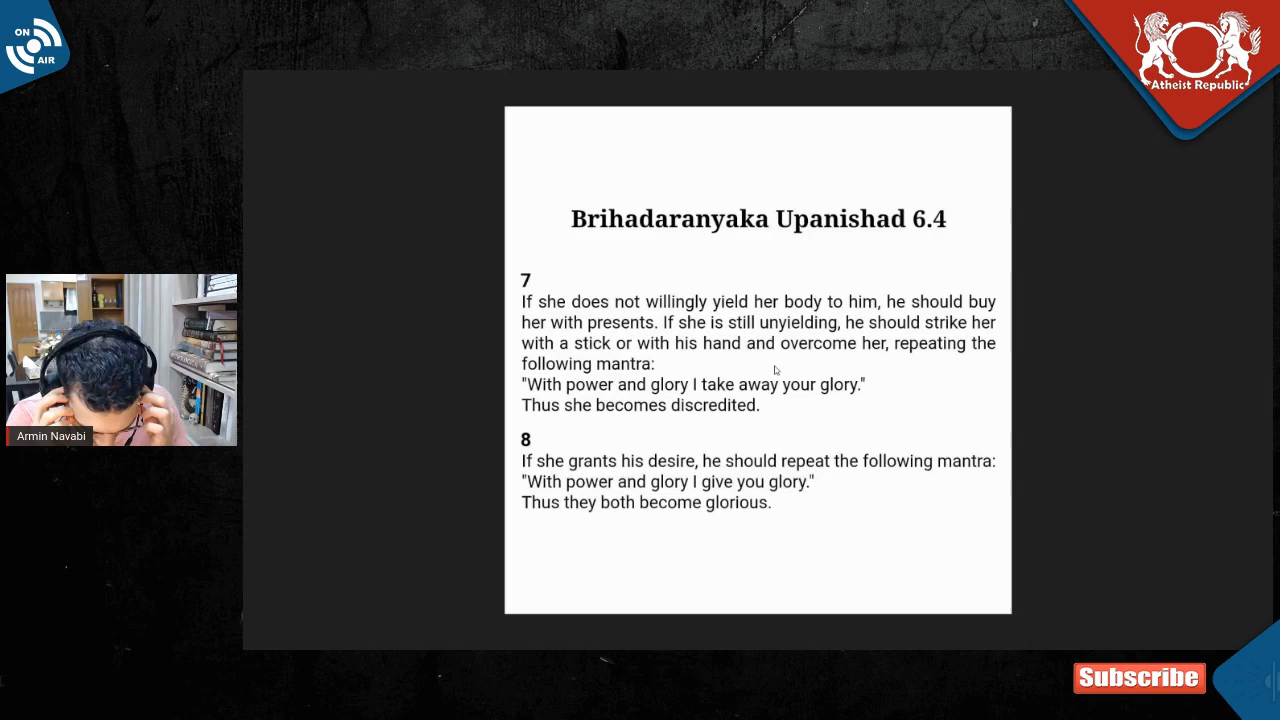 ON
AIR
Atheist Republic
Brihadaranyaka Upanishad 6.4
7
If she does not willingly yield her body to him, he should buy
her with presents. If she is still unyielding, he should strike her
with a stick or with his hand and overcome her, repeating the
following mantra:
"With power and glory I take away your glory."
Thus she becomes discredited.
8
If she grants his desire, he should repeat the following mantra:
"With power and glory I give you glory."
Thus they both become glorious.
Armin Navabi
Subscribe